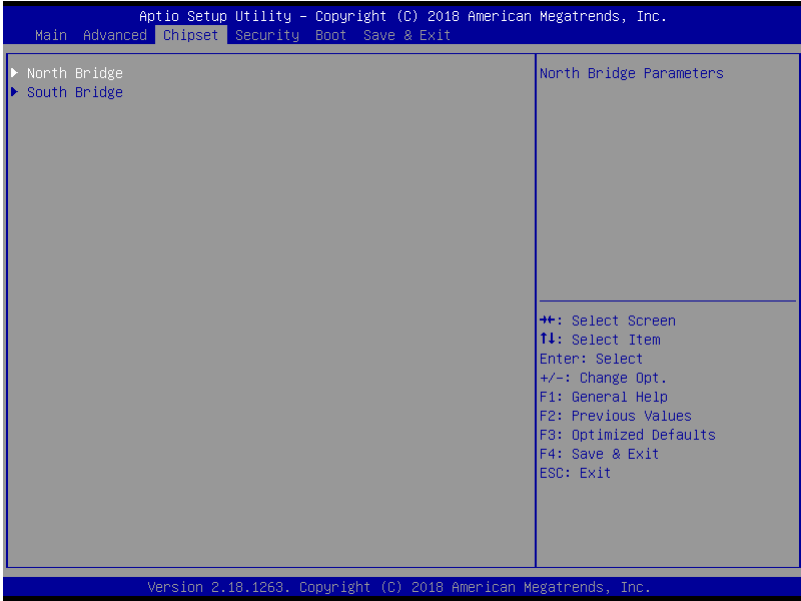 Aptio Setup Utility – Copyright (C) 2018 American Megatrends, Inc.
Main Advanced Chipset Security Boot Save & Exit
North Bridge
South Bridge
North Bridge Parameters
→←: Select Screen
↑↓: Select Item
Enter: Select
+/-: Change Opt.
F1: General Help
F2: Previous Values
F3: Optimized Defaults
F4: Save & Exit
ESC: Exit
Version 2.18.1263. Copyright (C) 2018 American Megatrends, Inc.